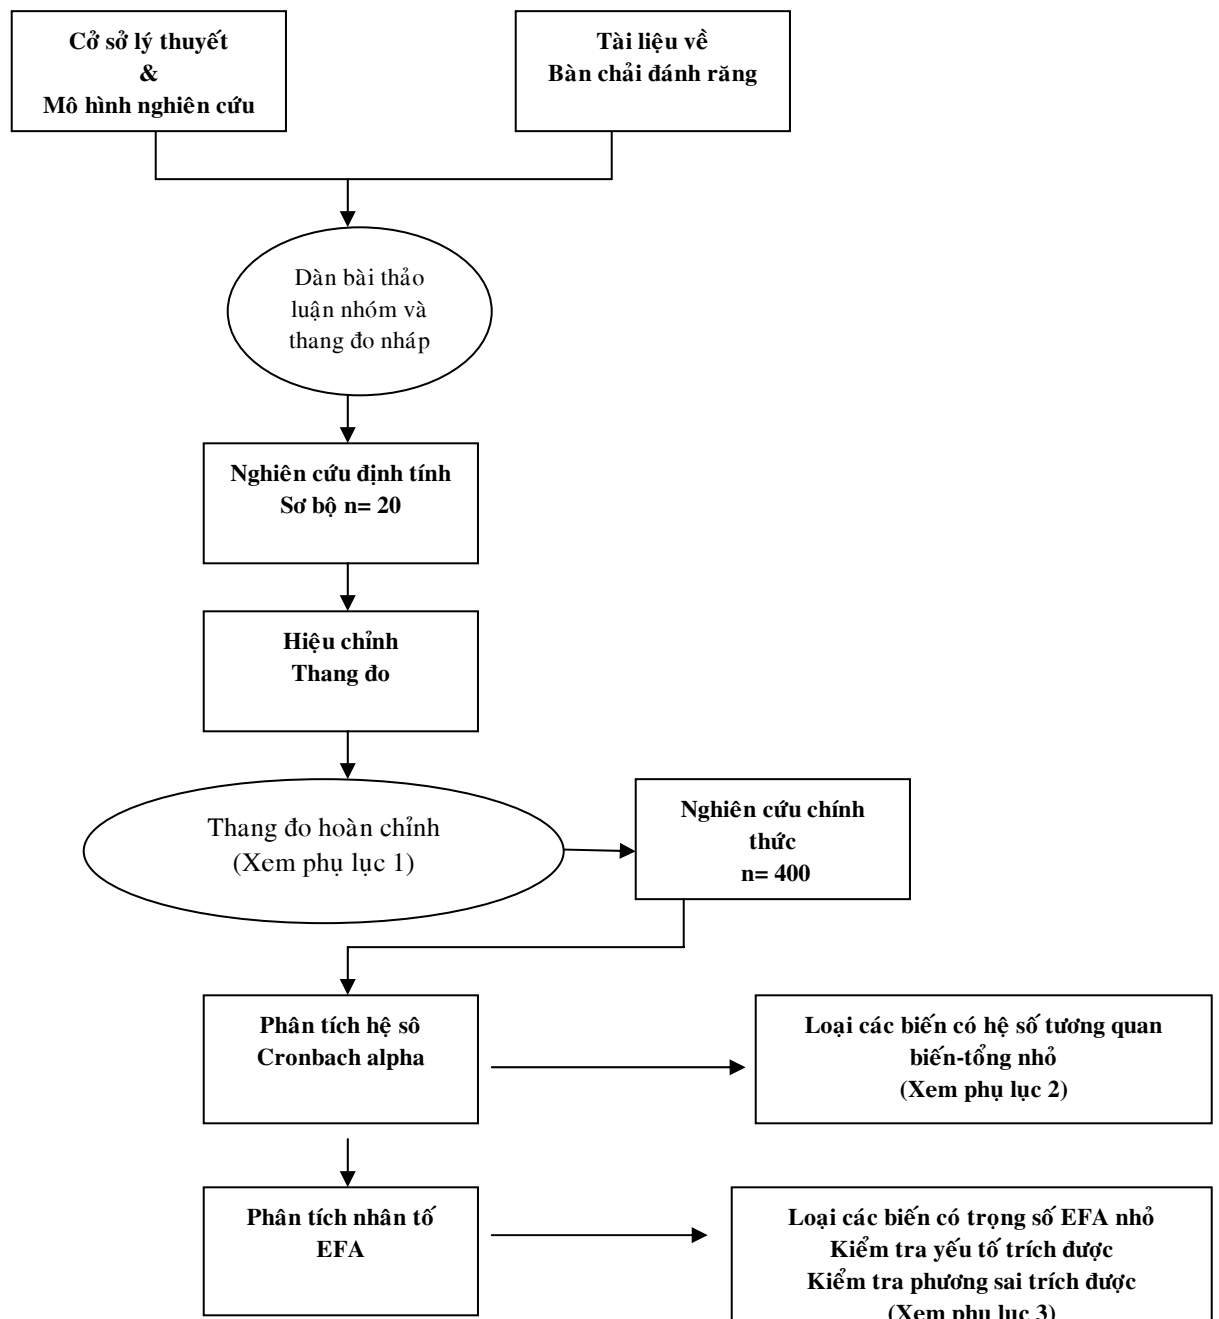 Cở sở lý thuyết
&
Mô hình nghiên cứu
Tài liệu về
Bàn chải đánh răng
Dàn bài thảo
luận nhóm và
thang đo nháp
Nghiên cứu định tính
Sơ bộ n= 20
Hiệu chỉnh
Thang đo
Thang đo hoàn chỉnh
(Xem phụ lục 1)
Nghiên cứu chính
thức
n= 400
Phân tích hệ sô
Cronbach alpha
Loại các biến có hệ số tương quan
biến-tổng nhỏ
(Xem phụ lục 2)
Phân tích nhân tố
EFA
Loại các biến có trọng số EFA nhỏ
Kiểm tra yếu tố trích được
Kiểm tra phương sai trích được
(Xem phụ lục 3)